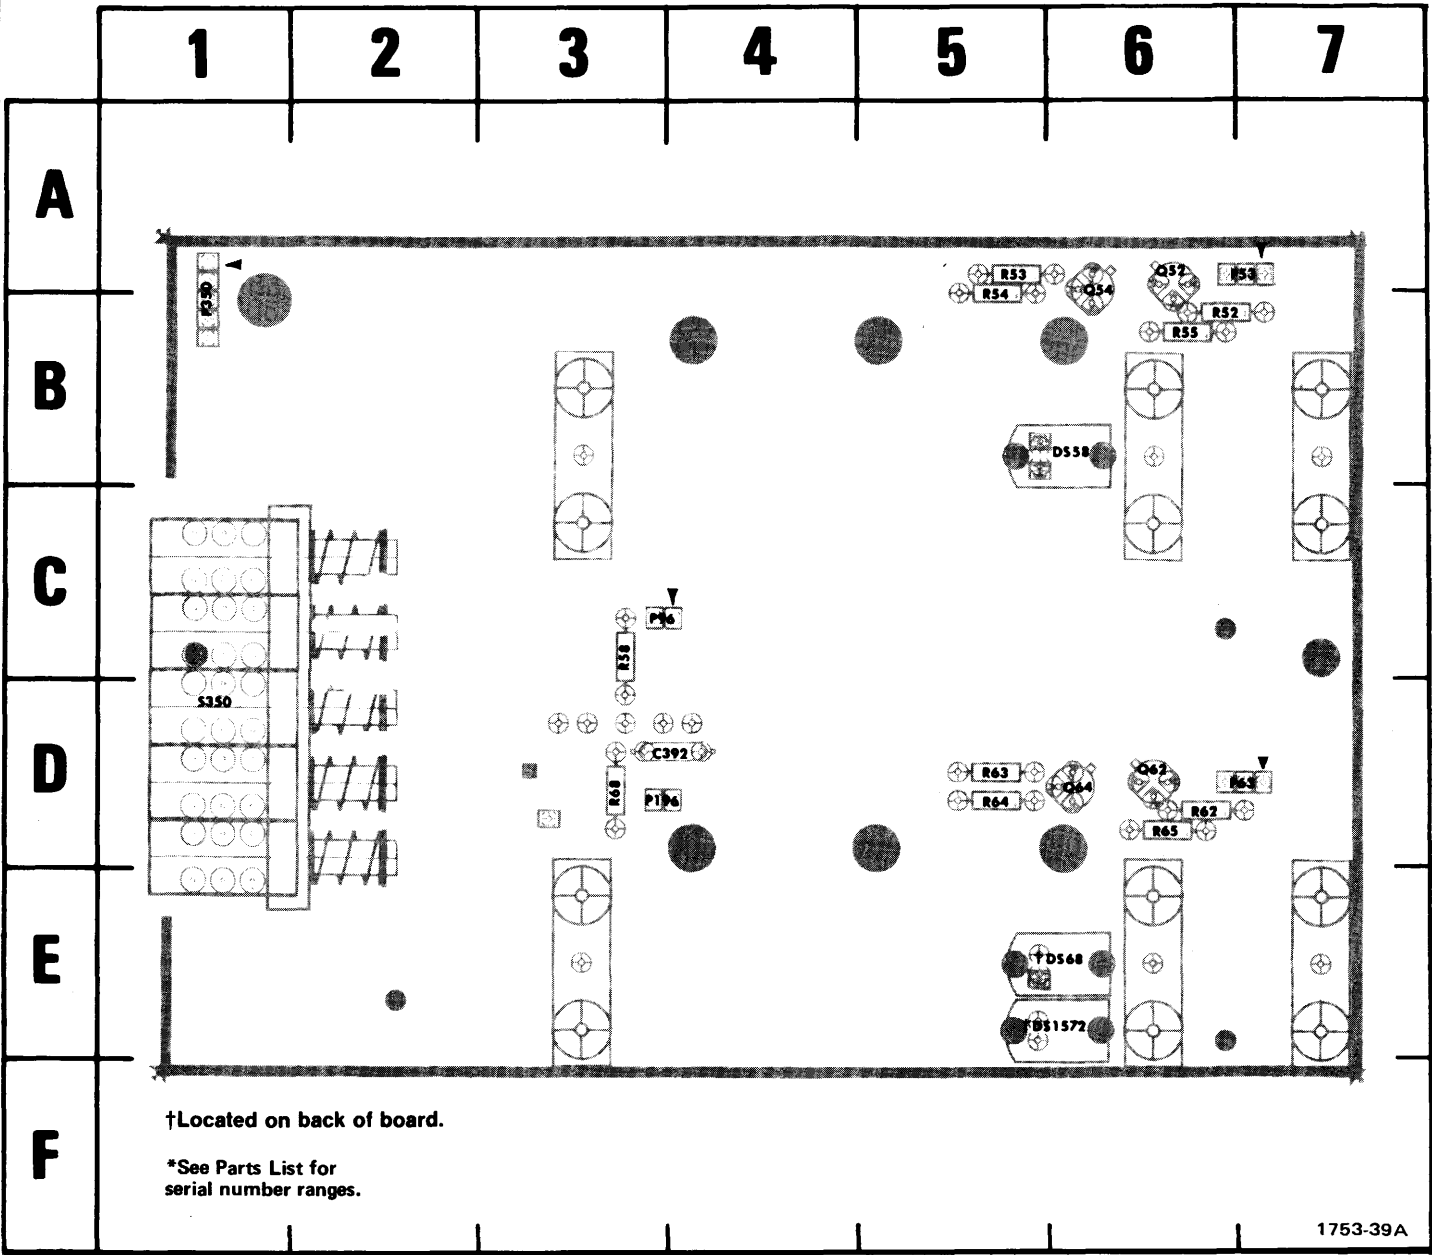 1 2 3 4 5 6 7
A
R53 Q52 P53
P350 R54 Q54
R52
R55
B
DS58
C
P96
R58
S350
D
C392 Q62
R63 P63
R68 Q64
P196 R64 R62
R65
E
†DS68
†DS1572
†Located on back of board.
F
*See Parts List for
serial number ranges.
1753-39A